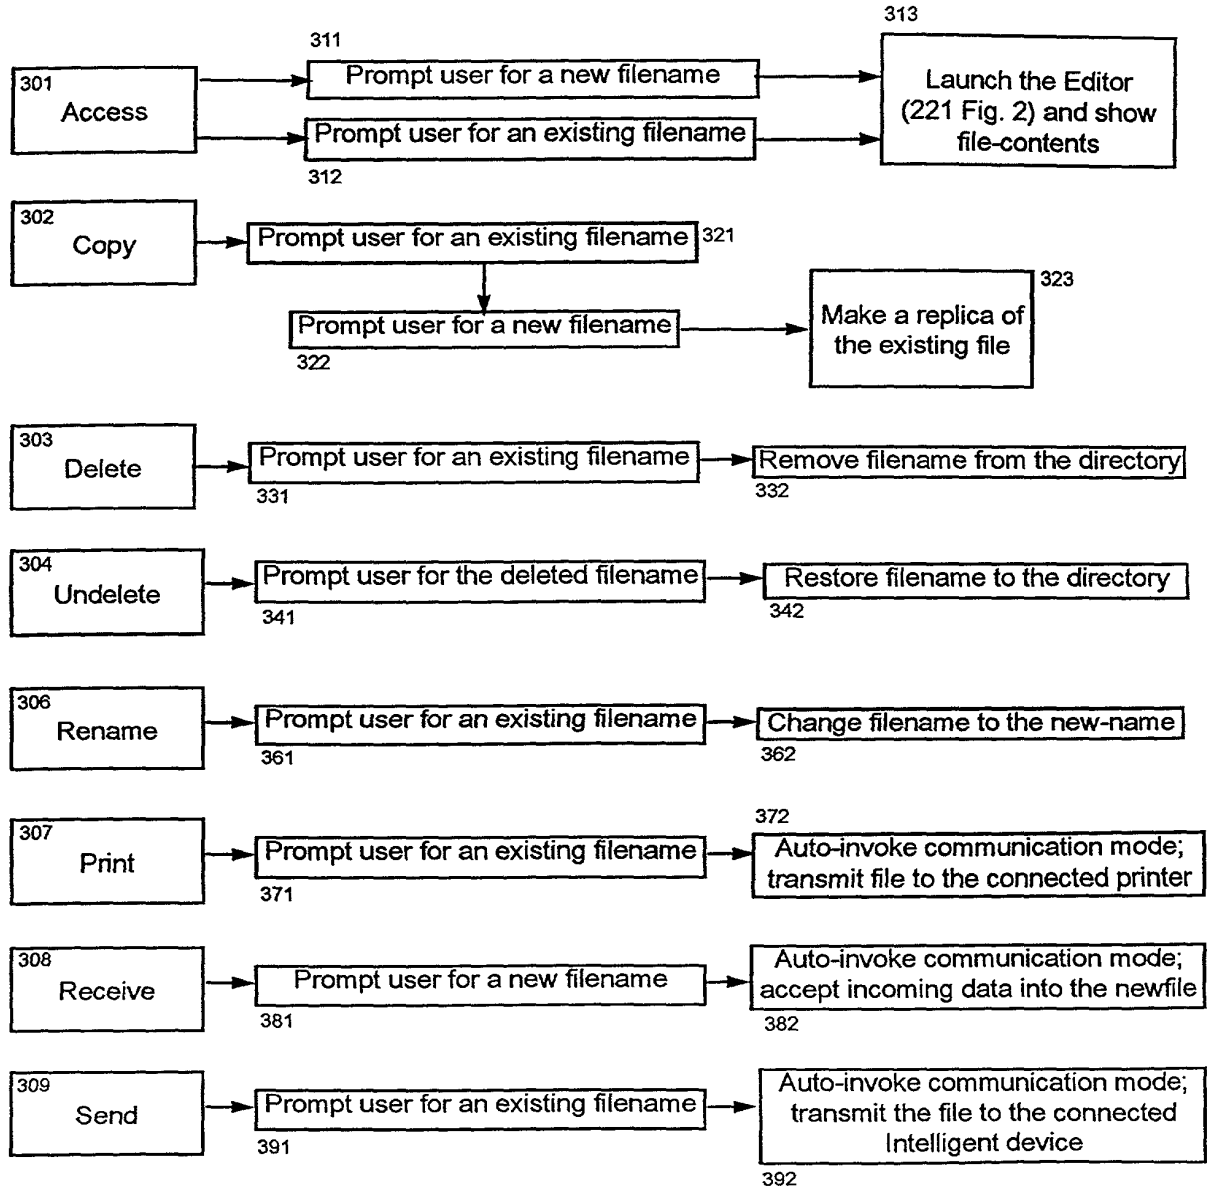 313
311
Prompt user for a new filename
301
Access
Launch the Editor
(221 Fig. 2) and show
file-contents
Prompt user for an existing filename
312
302
Copy
Prompt user for an existing filename
321
323
Prompt user for a new filename
322
Make a replica of
the existing file
303
Delete
Prompt user for an existing filename
331
Remove filename from the directory
332
304
Undelete
Prompt user for the deleted filename
341
Restore filename to the directory
342
306
Rename
Prompt user for an existing filename
361
Change filename to the new-name
362
307
Print
Prompt user for an existing filename
371
372
Auto-invoke communication mode;
transmit file to the connected printer
308
Receive
Prompt user for a new filename
381
Auto-invoke communication mode;
accept incoming data into the newfile
382
309
Send
Prompt user for an existing filename
391
Auto-invoke communication mode;
transmit the file to the connected
Intelligent device
392